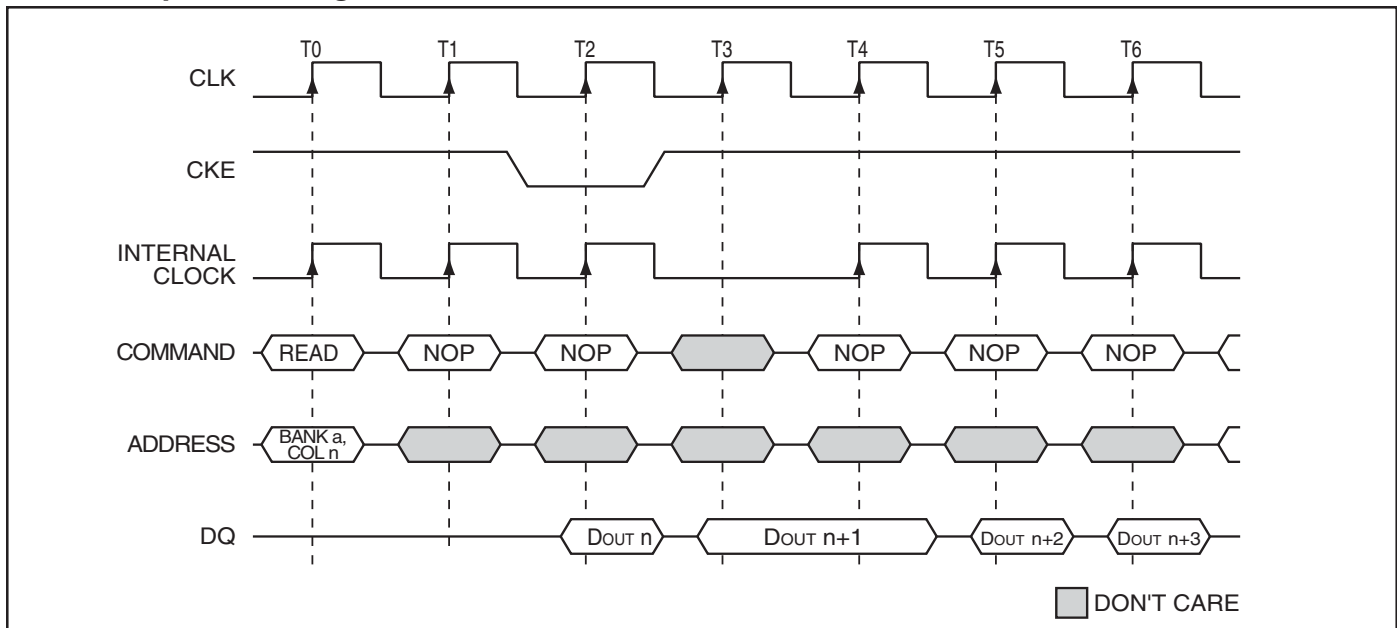 T0 T1 T2 T3 T4 T5 T6
CLK
CKE
INTERNAL
CLOCK
COMMAND READ NOP NOP NOP NOP NOP
ADDRESS BANK a,
COL n
DQ DOUT n DOUT n+1 DOUT n+2 DOUT n+3
DON'T CARE